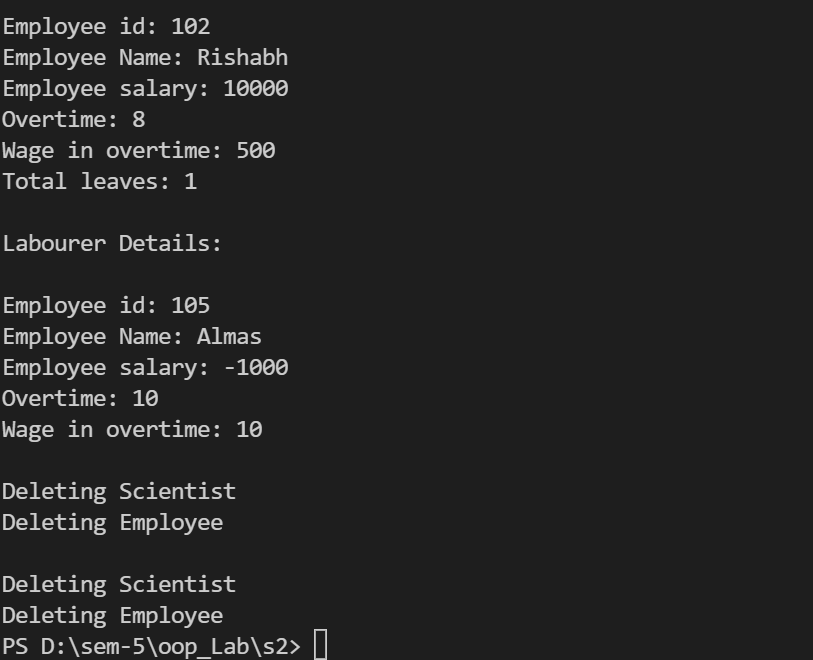 Employee id: 102
Employee Name: Rishabh
Employee salary: 10000
Overtime: 8
Wage in overtime: 500
Total leaves: 1
Labourer Details:
Employee id: 105
Employee Name: Almas
Employee salary: -1000
Overtime: 10
Wage in overtime: 10
Deleting Scientist
Deleting Employee
Deleting Scientist
Deleting Employee
PS D:\sem-5\oop_Lab\s2>